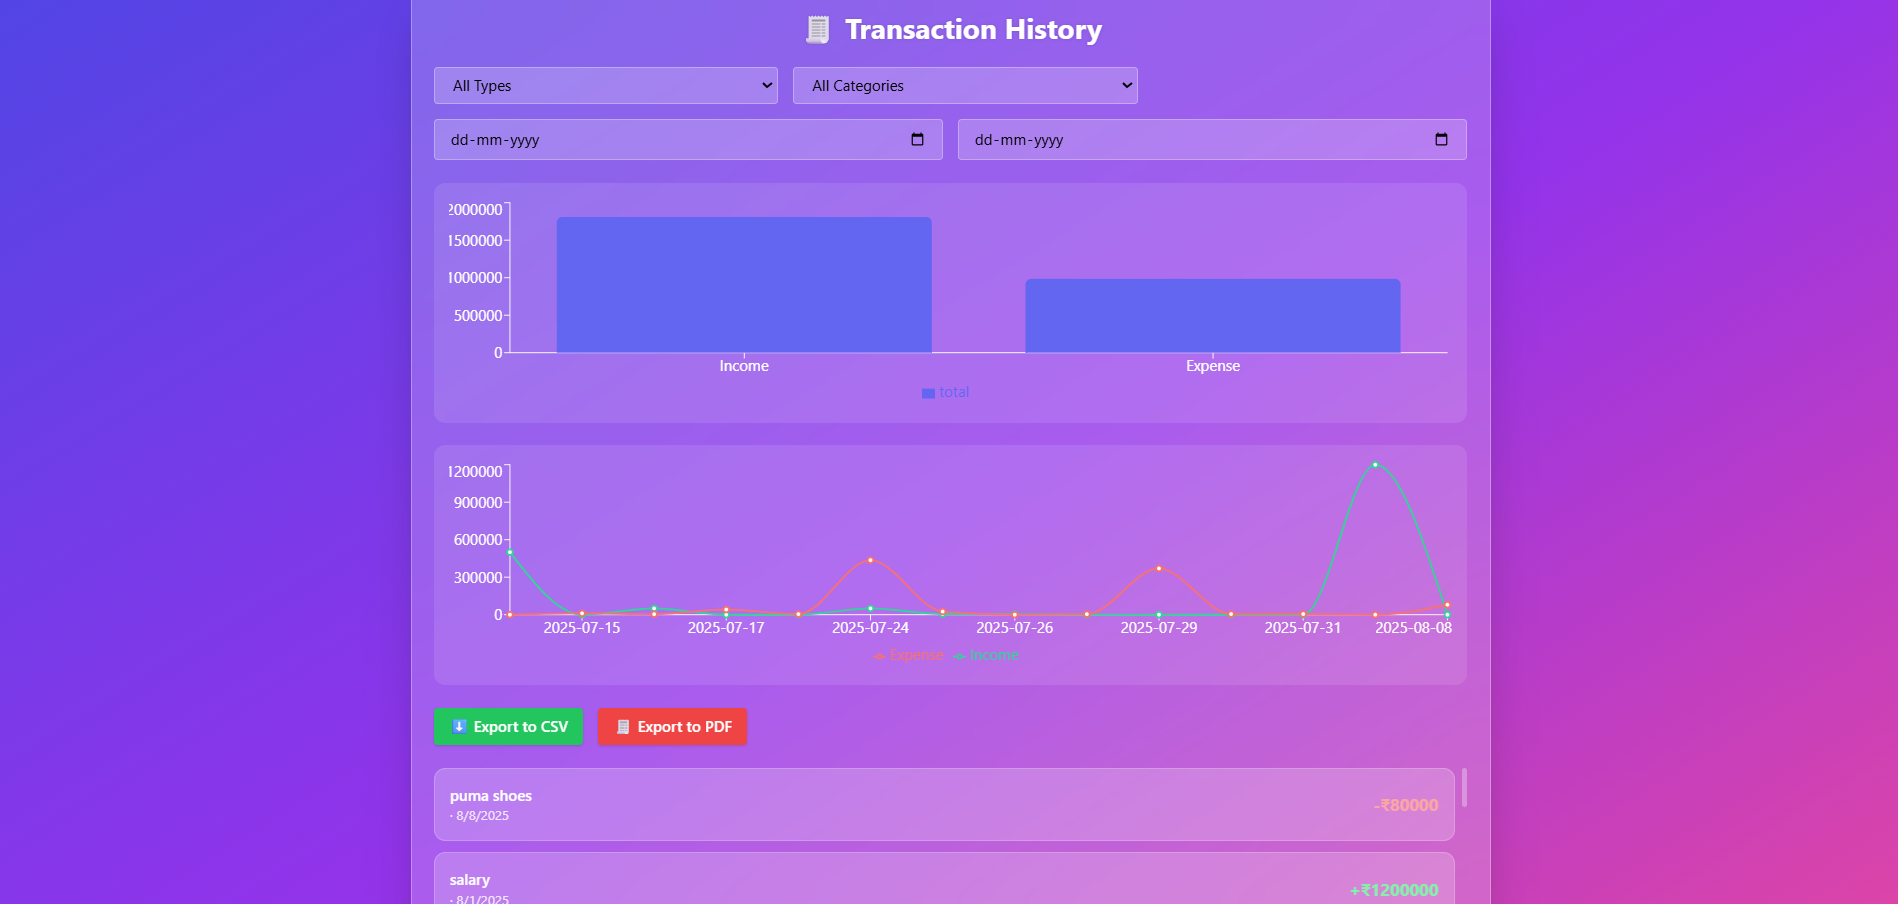 Transaction History
All Types
All Categories
dd-mm-yyyy
dd-mm-yyyy
2000000
1500000
1000000
500000
0
Income
Expense
total
1200000
900000
600000
300000
0
2025-07-15
2025-07-17
2025-07-24
2025-07-26
2025-07-29
2025-07-31
2025-08-08
Expense
Income
Export to CSV
Export to PDF
puma shoes
-₹80000
· 8/8/2025
salary
+₹1200000
· 8/1/2025